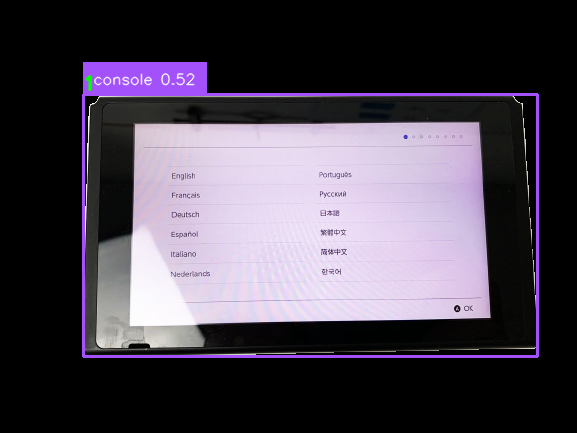 1console 0.52
English
Português
Français
Русский
Deutsch
日本語
Español
繁體中文
Italiano
简体中文
Nederlands
한국어
A OK